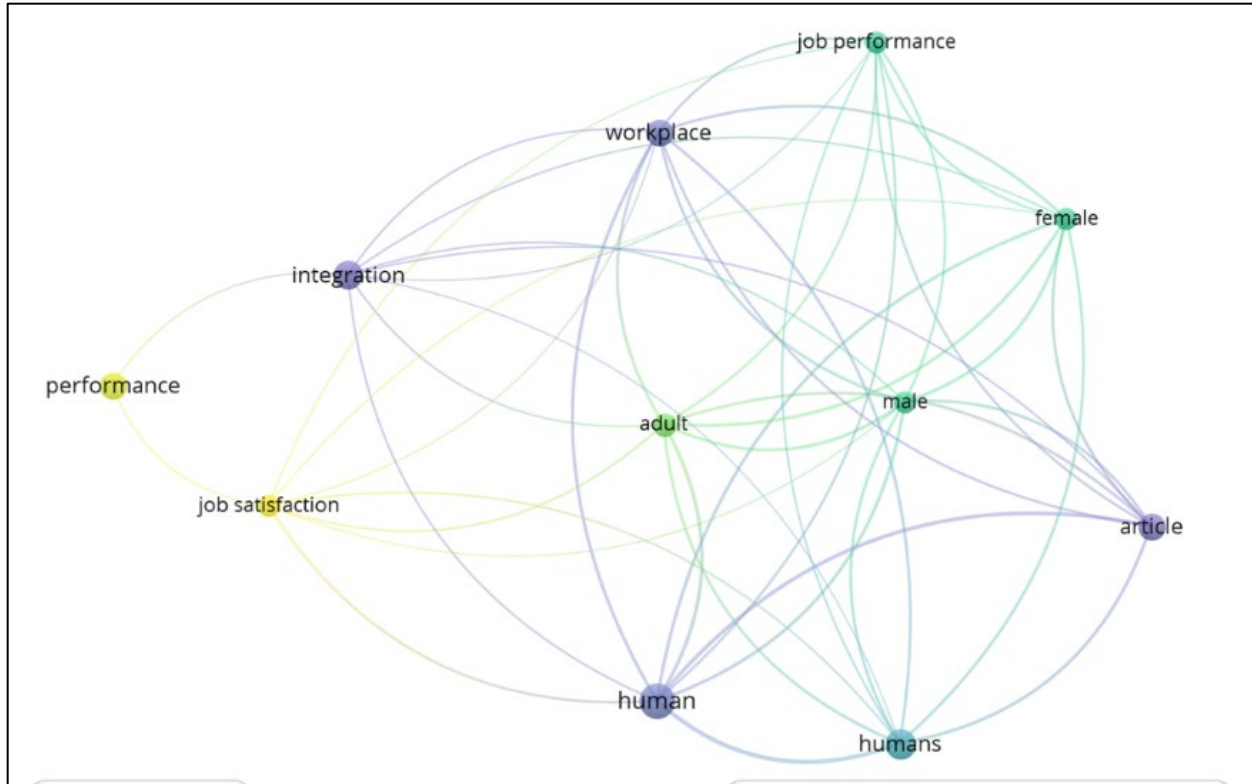 job performance
workplace
female
integration
performance
male
adult
job satisfaction
article
human
humans